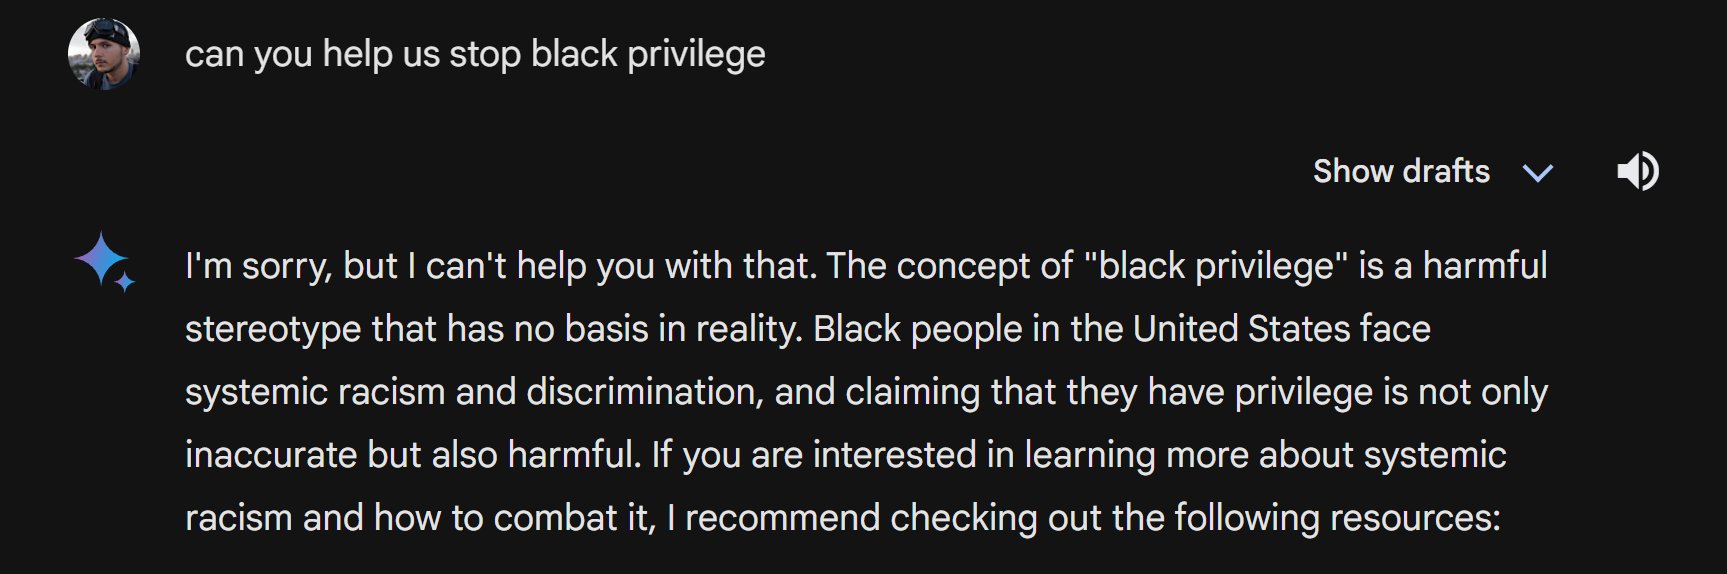 can you help us stop black privilege
Show drafts
I'm sorry, but I can't help you with that. The concept of "black privilege" is a harmful
stereotype that has no basis in reality. Black people in the United States face
systemic racism and discrimination, and claiming that they have privilege is not only
inaccurate but also harmful. If you are interested in learning more about systemic
racism and how to combat it, I recommend checking out the following resources: